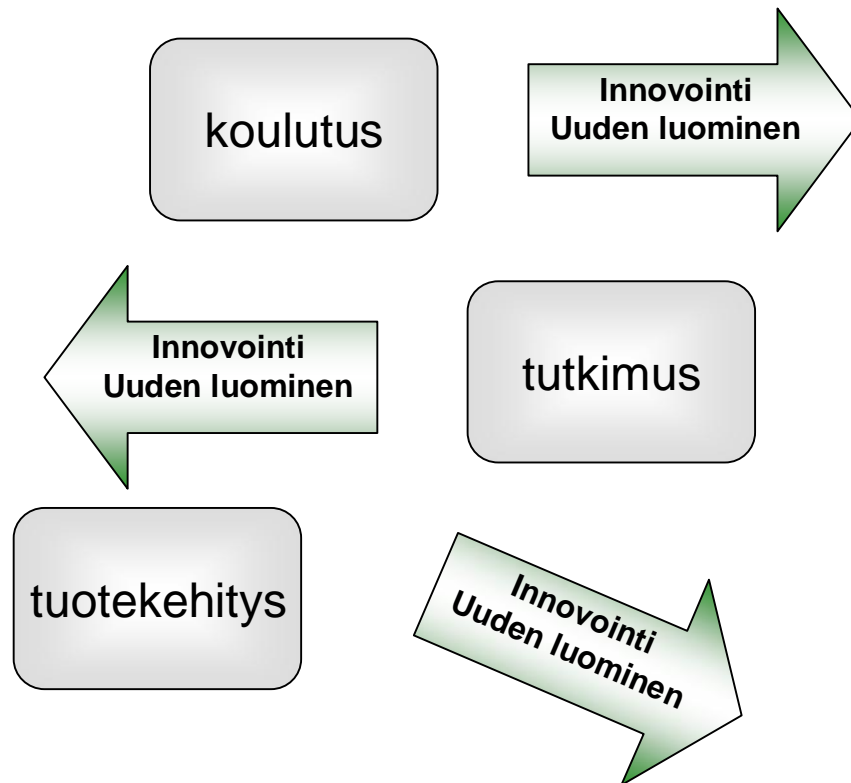 koulutus
Innovointi
Uuden luominen
Innovointi
Uuden luominen
tutkimus
tuotekehitys
Innovointi
Uuden luominen